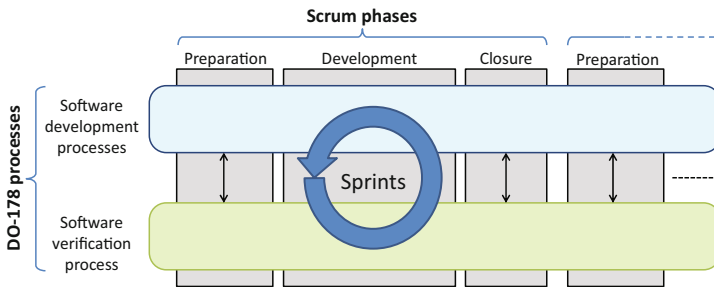 Scrum phases
Preparation
Development
Closure
Preparation
DO-178 processes
Software
development
processes
Sprints
Software
verification
process